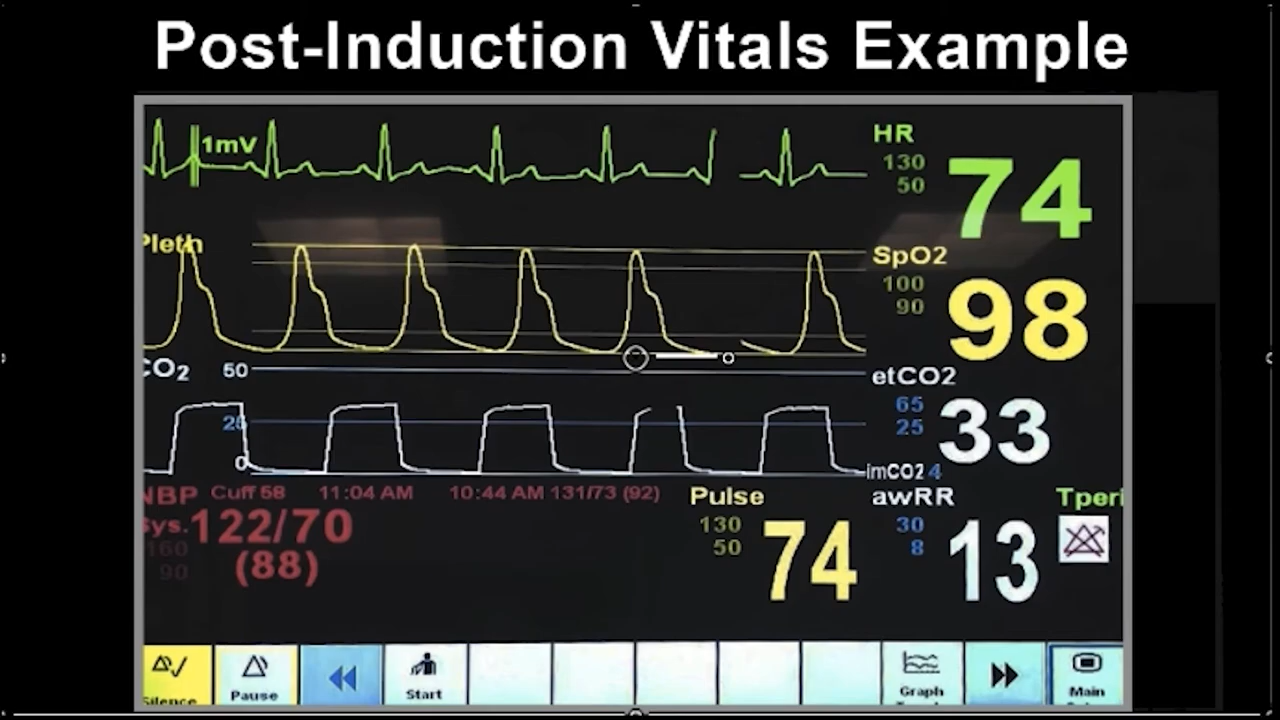 Post-Induction Vitals Example
1mV
HR
130
50
74
Pleth
SpO2
100
90
98
CO2
50
25
0
etCO2
65
25
33
imCO2 4
NBP Cuff 58 11:04 AM 10:44 AM 131/73 (92)
Sys.
160
90
122/70
(88)
Pulse
130
50
74
awRR
30
8
13
Tperi
Silence
Pause
Start
Graph
Main